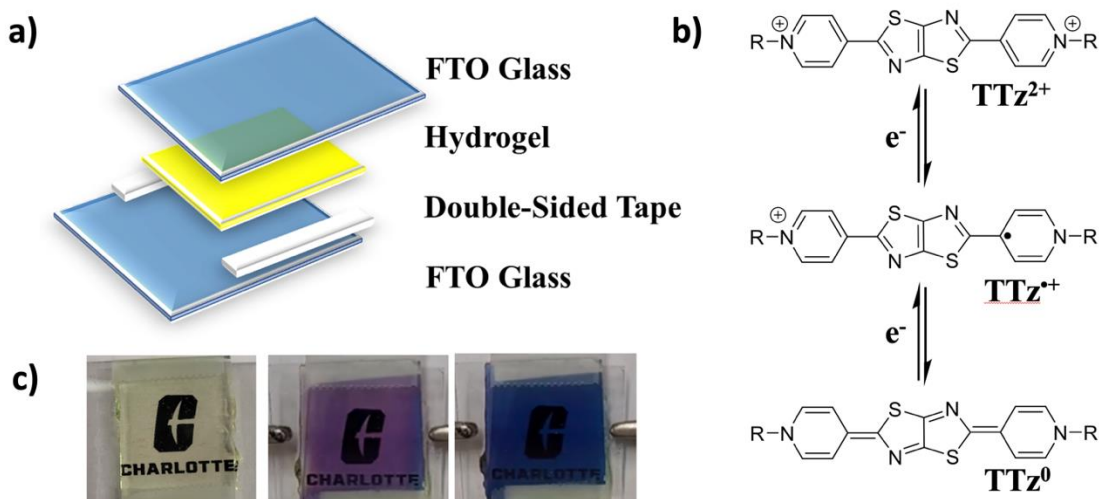 a)
FTO Glass
Hydrogel
Double-Sided Tape
FTO Glass
b)
R
N
⊕
S
N
N
S
N
⊕
R
TTz²⁺
e⁻
R
N
⊕
S
N
N
S
•
N
R
TTz•⁺
e⁻
R
N
S
N
N
S
N
R
TTz⁰
c)
C
CHARLOTTE
C
CHARLOTTE
C
CHARLOTTE